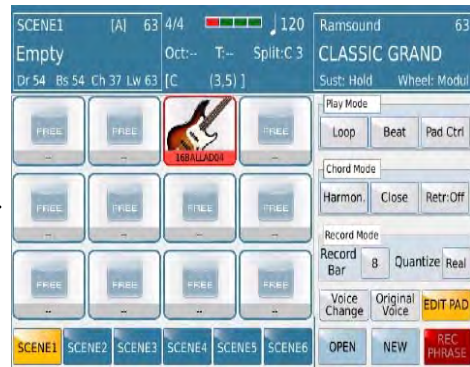 SCENE1 [A] 63 4/4 120 Ramsound 63
Empty Oct:-- T:-- Split:C 3 CLASSIC GRAND
Dr 54 Bs 54 Ch 37 Lw 63 [C (3,5) ] Sust: Hold Wheel: Modul
Play Mode
FREE FREE FREE
Loop Beat Pad Ctrl
-- -- 16BALLAD04 --
Chord Mode
FREE FREE FREE FREE
Harmon. Close Retr:Off
-- -- -- --
Record Mode
Record Bar 8 Quantize Real
FREE FREE FREE FREE
Voice Change Original Voice EDIT PAD
-- -- -- --
SCENE1 SCENE2 SCENE3 SCENE4 SCENE5 SCENE6 OPEN NEW REC PHRASE